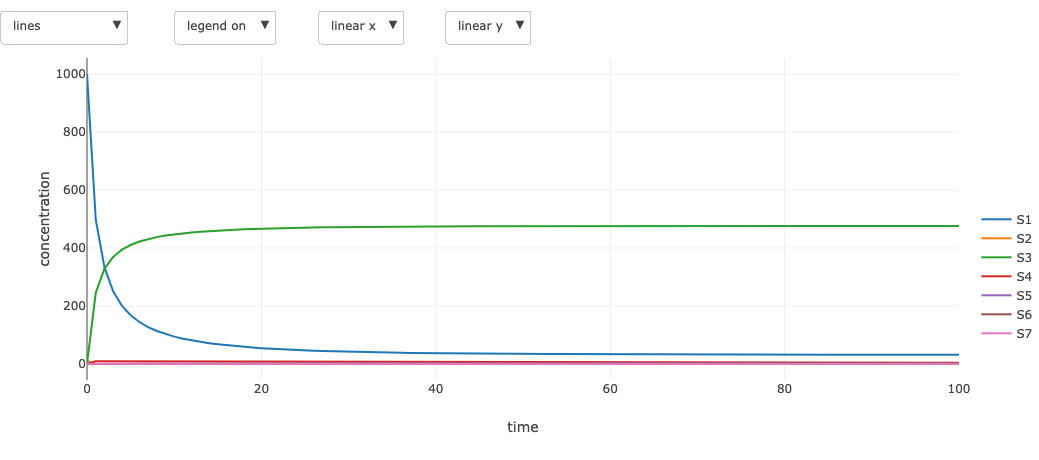 lines ▼ legend on ▼ linear x ▼ linear y ▼
1000
800
600
400
200
0
concentration
0 20 40 60 80 100
time
S1
S2
S3
S4
S5
S6
S7